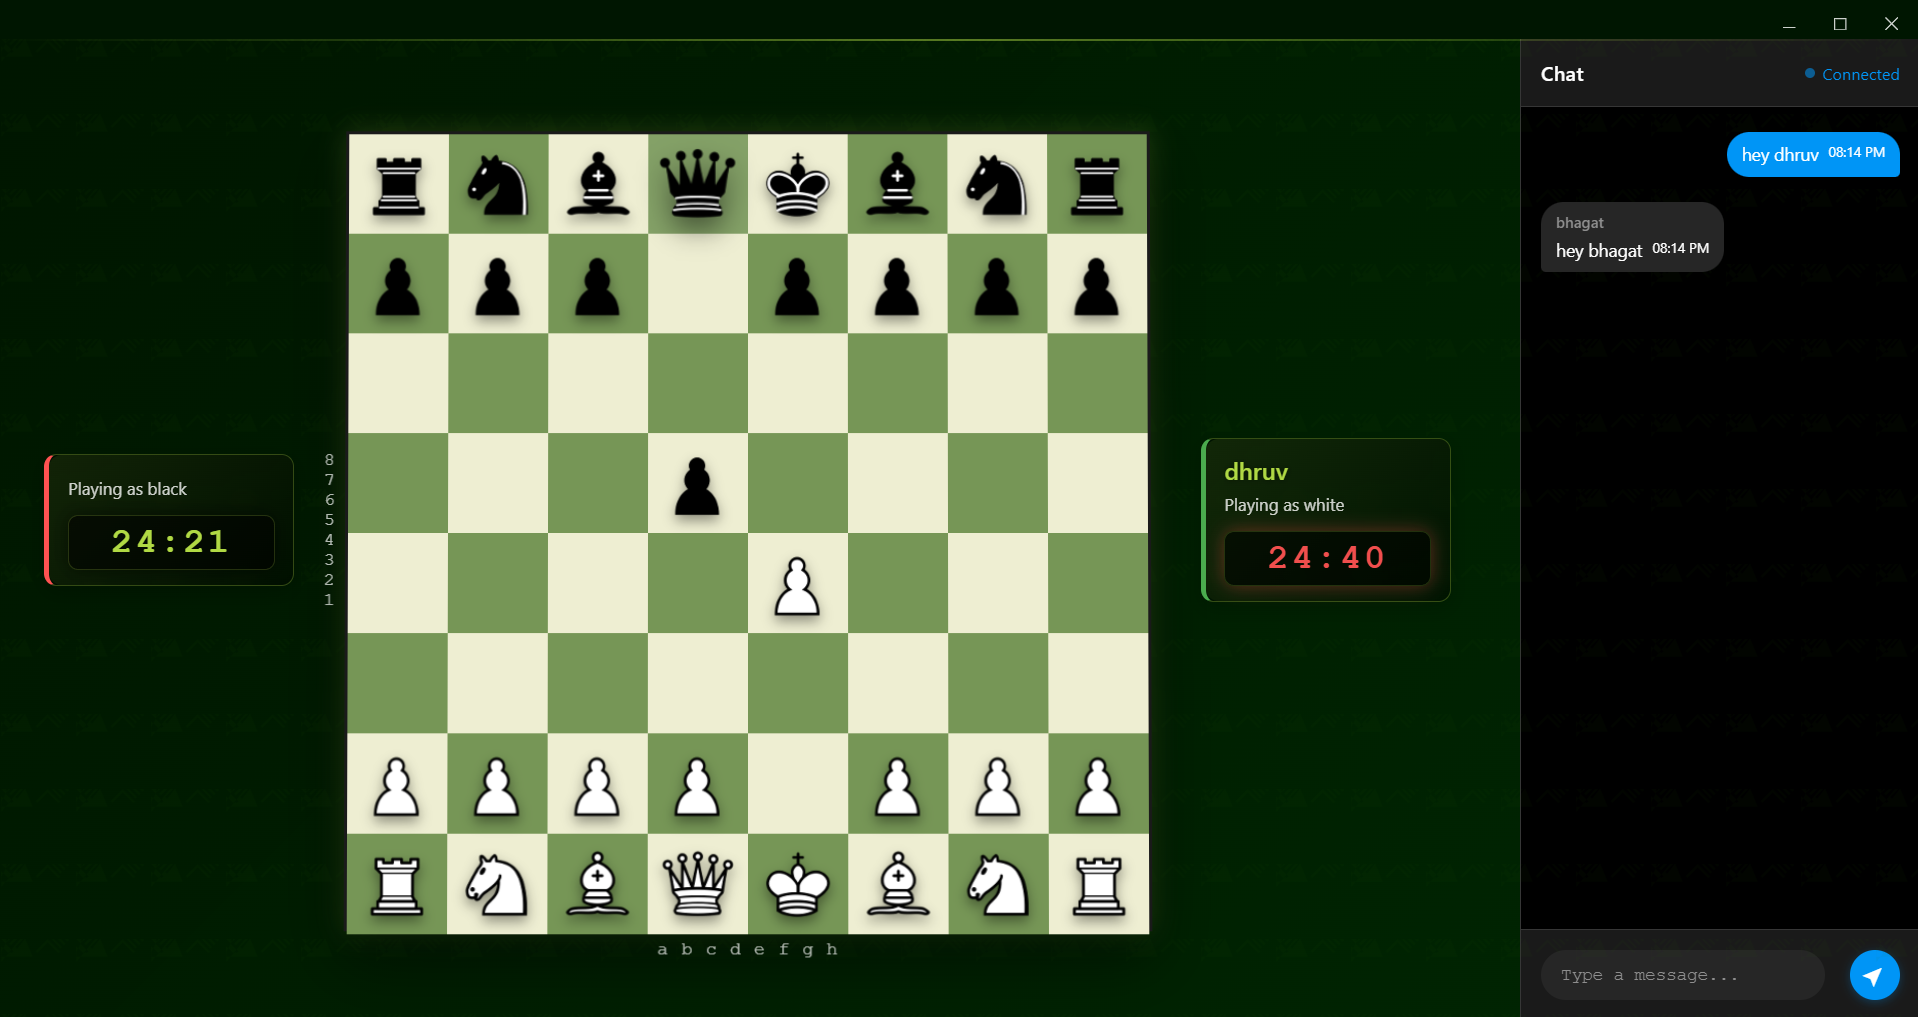 Chat
Connected
hey dhruv 08:14 PM
bhagat
hey bhagat 08:14 PM
Playing as black
24:21
8
7
6
5
4
3
2
1
dhruv
Playing as white
24:40
a b c d e f g h
Type a message...